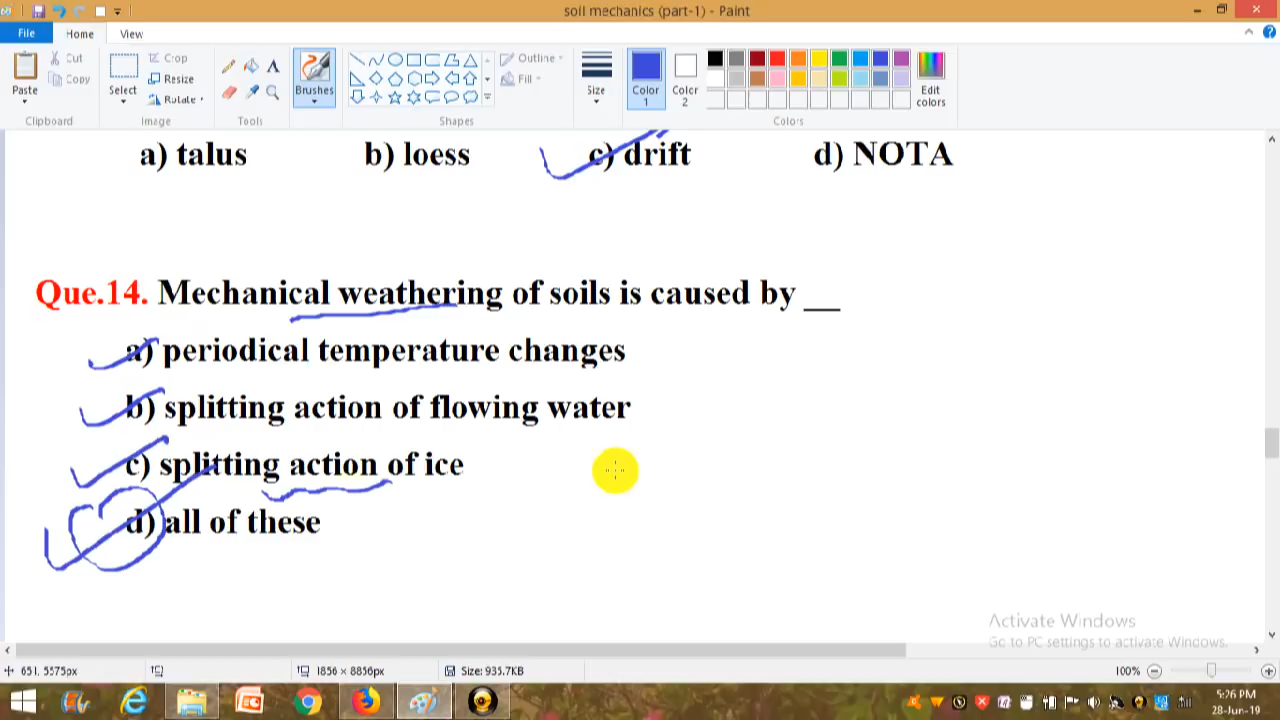 soil mechanics (part-1) - Paint
File Home View
Paste
Cut
Copy
Clipboard
Select
Crop
Resize
Rotate
Image
Tools
Brushes
Shapes
Outline
Fill
Size
Color 1
Color 2
Edit colors
Colors
a) talus b) loess c) drift d) NOTA
Que.14. Mechanical weathering of soils is caused by __
a) periodical temperature changes
b) splitting action of flowing water
c) splitting action of ice
d) all of these
Activate Windows
Go to PC settings to activate Windows.
651, 5575px 1856 × 8856px Size: 935.7KB 100%
5:26 PM
28-Jun-19